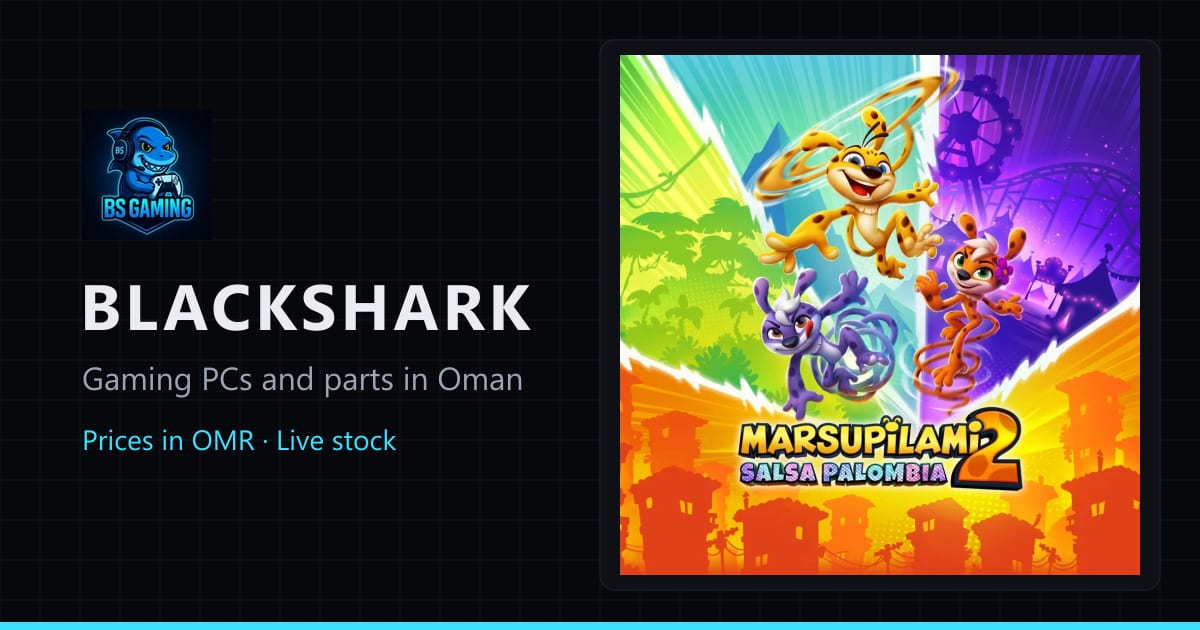 BS
BS GAMING
BLACKSHARK
Gaming PCs and parts in Oman
Prices in OMR · Live stock
MARSUPILAMI 2
SALSA PALOMBIA